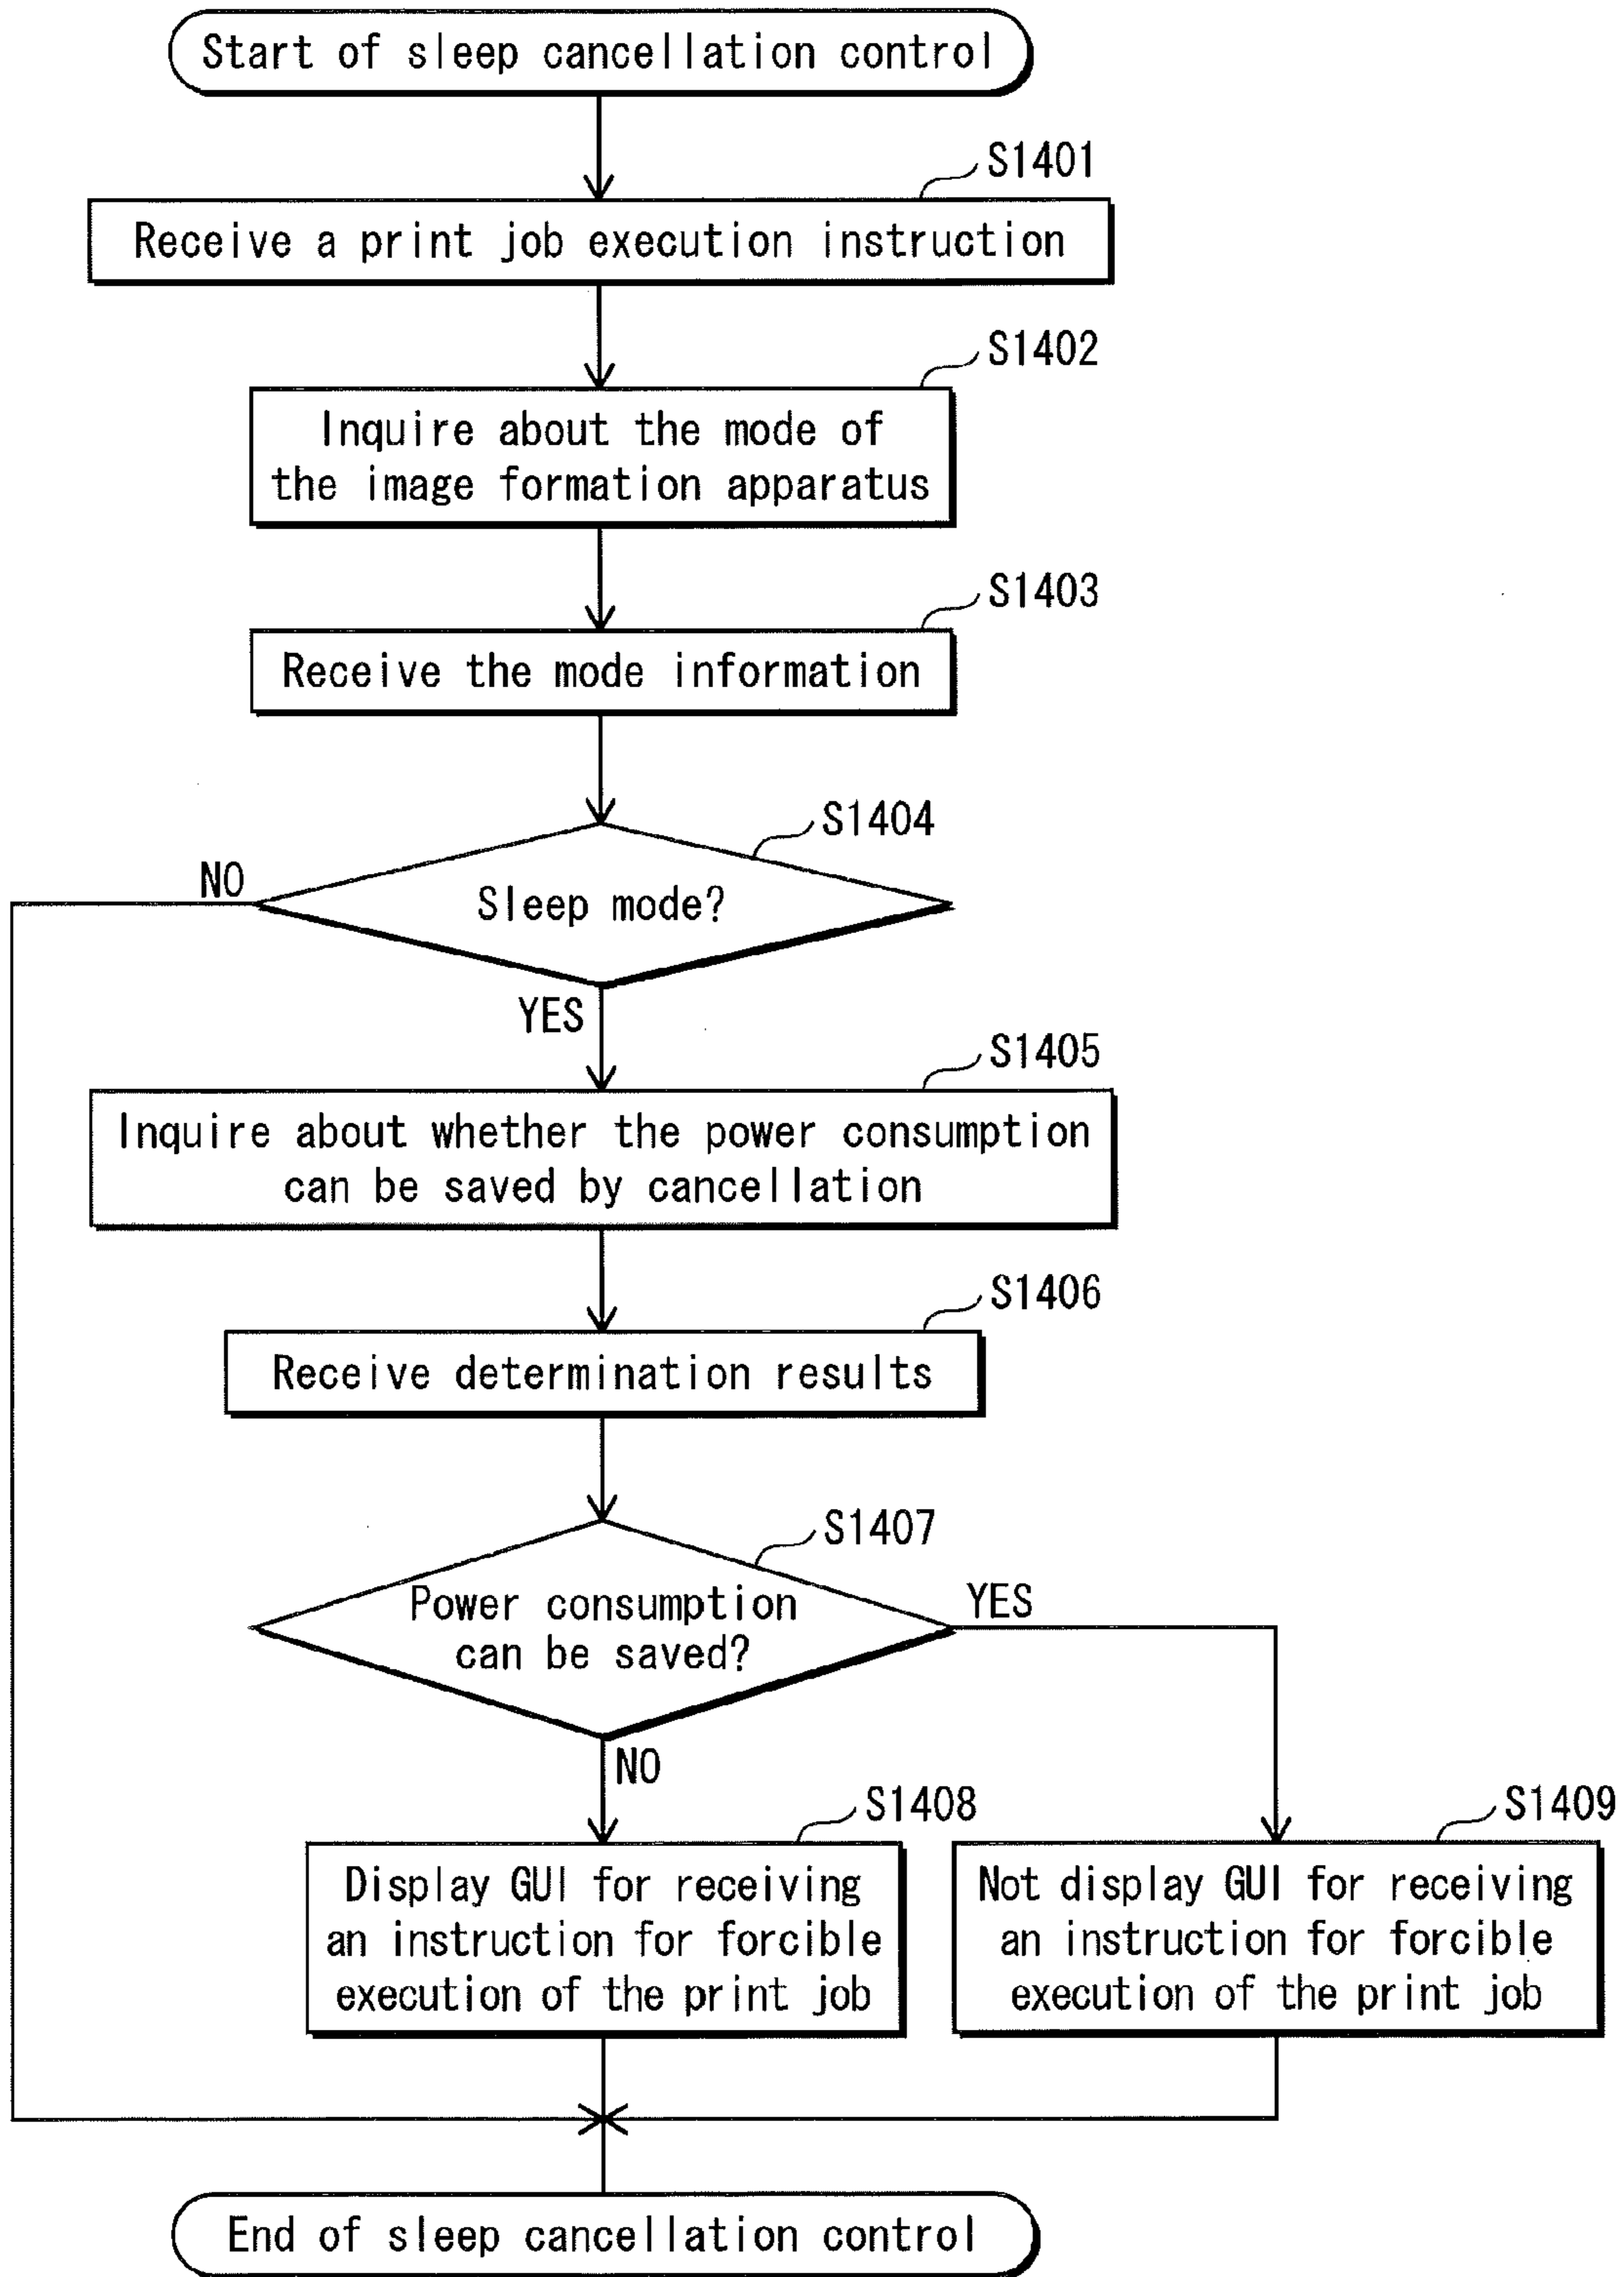 Start of sleep cancellation control
S1401
Receive a print job execution instruction
S1402
Inquire about the mode of
the image formation apparatus
S1403
Receive the mode information
S1404
NO
Sleep mode?
YES
S1405
Inquire about whether the power consumption
can be saved by cancellation
S1406
Receive determination results
S1407
Power consumption
can be saved?
YES
NO
S1408
Display GUI for receiving
an instruction for forcible
execution of the print job
S1409
Not display GUI for receiving
an instruction for forcible
execution of the print job
End of sleep cancellation control